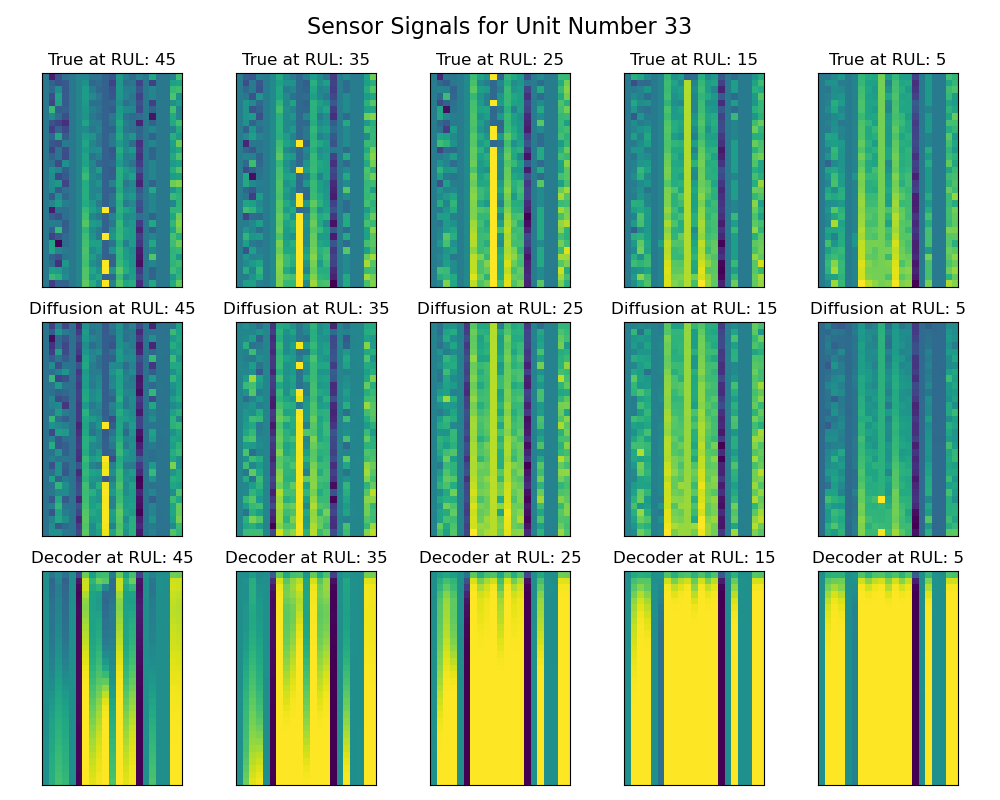 Sensor Signals for Unit Number 33
True at RUL: 45
True at RUL: 35
True at RUL: 25
True at RUL: 15
True at RUL: 5
Diffusion at RUL: 45
Diffusion at RUL: 35
Diffusion at RUL: 25
Diffusion at RUL: 15
Diffusion at RUL: 5
Decoder at RUL: 45
Decoder at RUL: 35
Decoder at RUL: 25
Decoder at RUL: 15
Decoder at RUL: 5